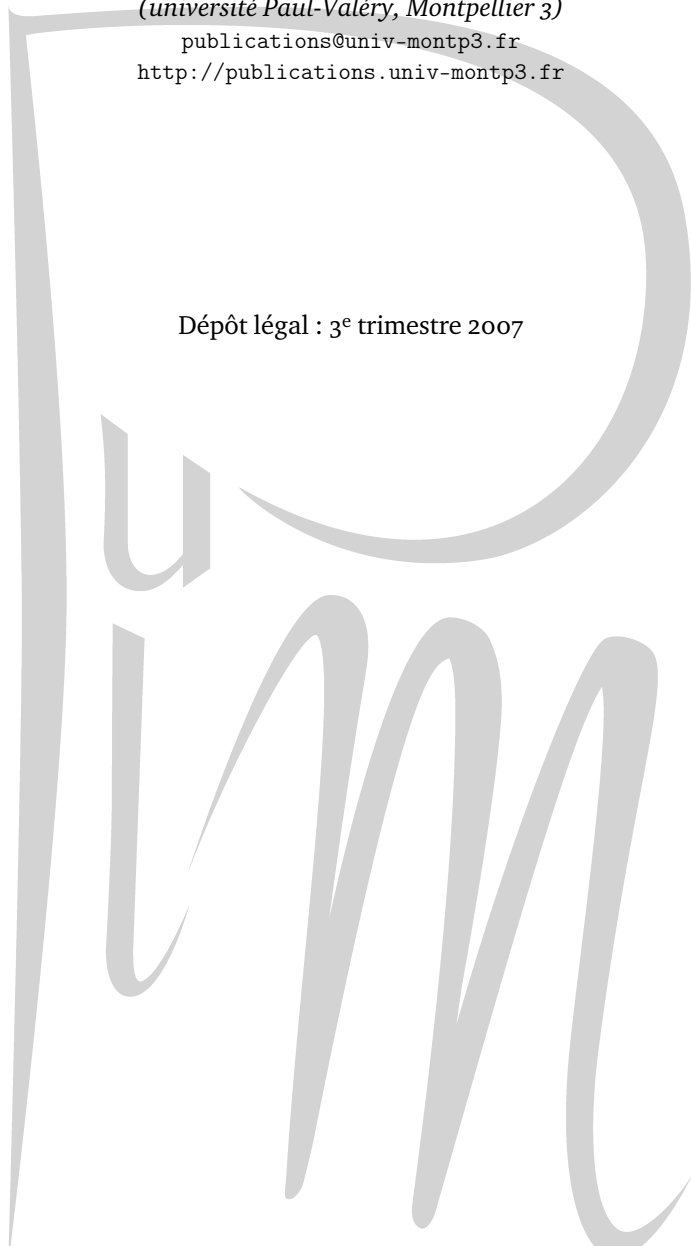 (université Paul-Valéry, Montpellier 3)
publications@univ-montp3.fr
http://publications.univ-montp3.fr
Dépôt légal : 3e trimestre 2007
Pulm